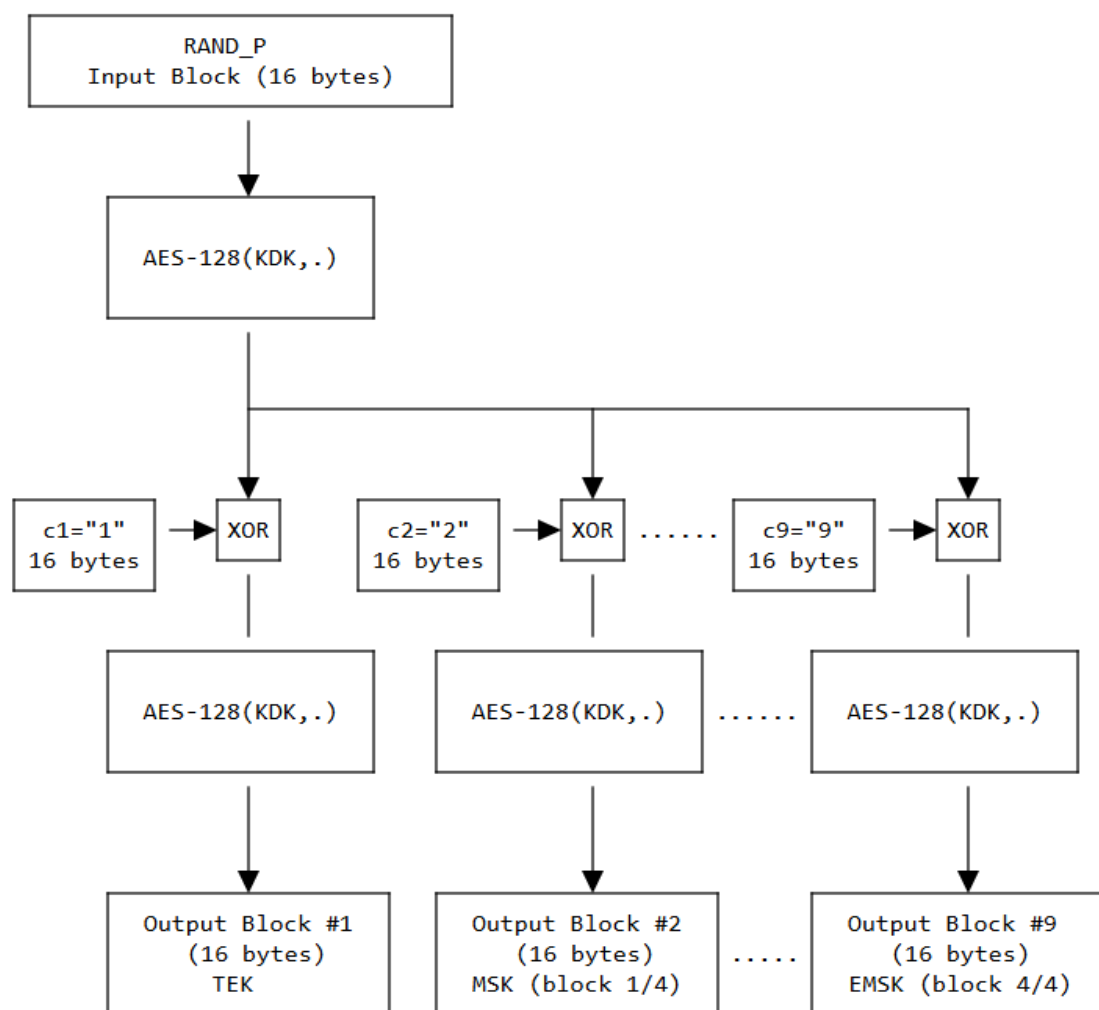 RAND_P
Input Block (16 bytes)
AES-128(KDK,.)
c1="1"
16 bytes
XOR
c2="2"
16 bytes
XOR
......
c9="9"
16 bytes
XOR
AES-128(KDK,.)
AES-128(KDK,.)
......
AES-128(KDK,.)
Output Block #1
(16 bytes)
TEK
Output Block #2
(16 bytes)
MSK (block 1/4)
.....
Output Block #9
(16 bytes)
EMSK (block 4/4)